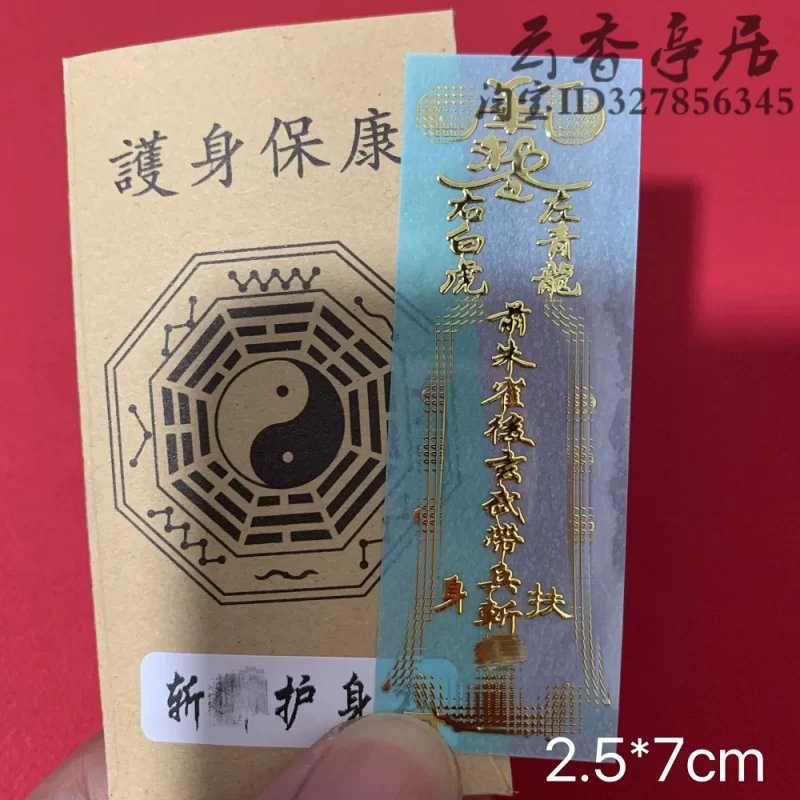 云香亭居
淘宝ID327856345
護身保康
右白虎
左青龍
前朱雀後玄武帶兵斬
扶
身
斩 护身
2.5*7cm